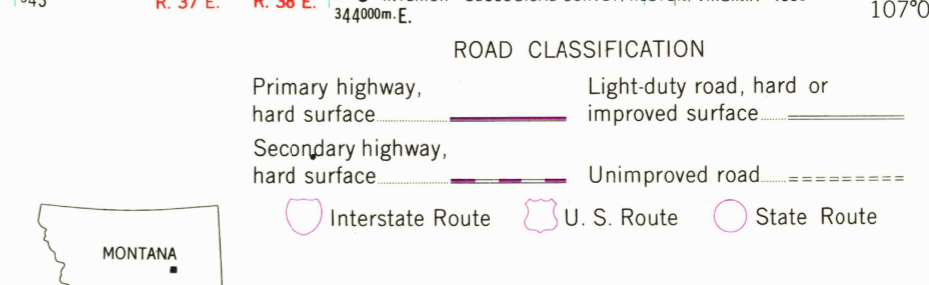 R. 37 E. R. 38 E.
344000m. E.
107°0
ROAD CLASSIFICATION
Primary highway,
hard surface
Light-duty road, hard or
improved surface
Secondary highway,
hard surface
Unimproved road
Interstate Route
U. S. Route
State Route
MONTANA